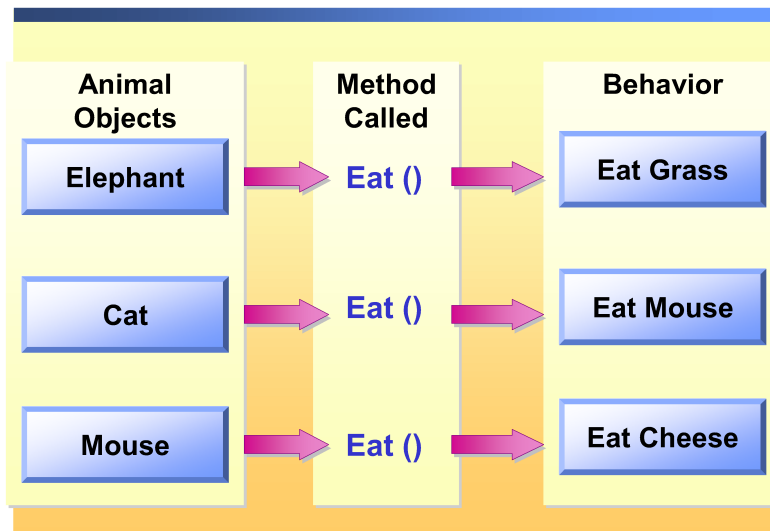 Animal
Objects
Method
Called
Behavior
Elephant
Eat ()
Eat Grass
Cat
Eat ()
Eat Mouse
Mouse
Eat ()
Eat Cheese